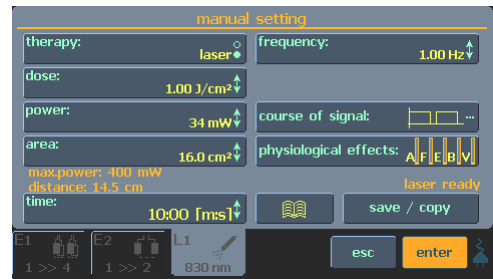 manual setting
therapy:
laser
frequency:
1.00 Hz
dose:
1.00 J/cm²
power:
34 mW
course of signal:
...
area:
16.0 cm²
physiological effects:
A F E B V
max.power: 400 mW
distance: 14.5 cm
laser ready
time:
10:00 [m:s]
save / copy
E1
1 >> 4
E2
1 >> 2
L1
830 nm
esc
enter